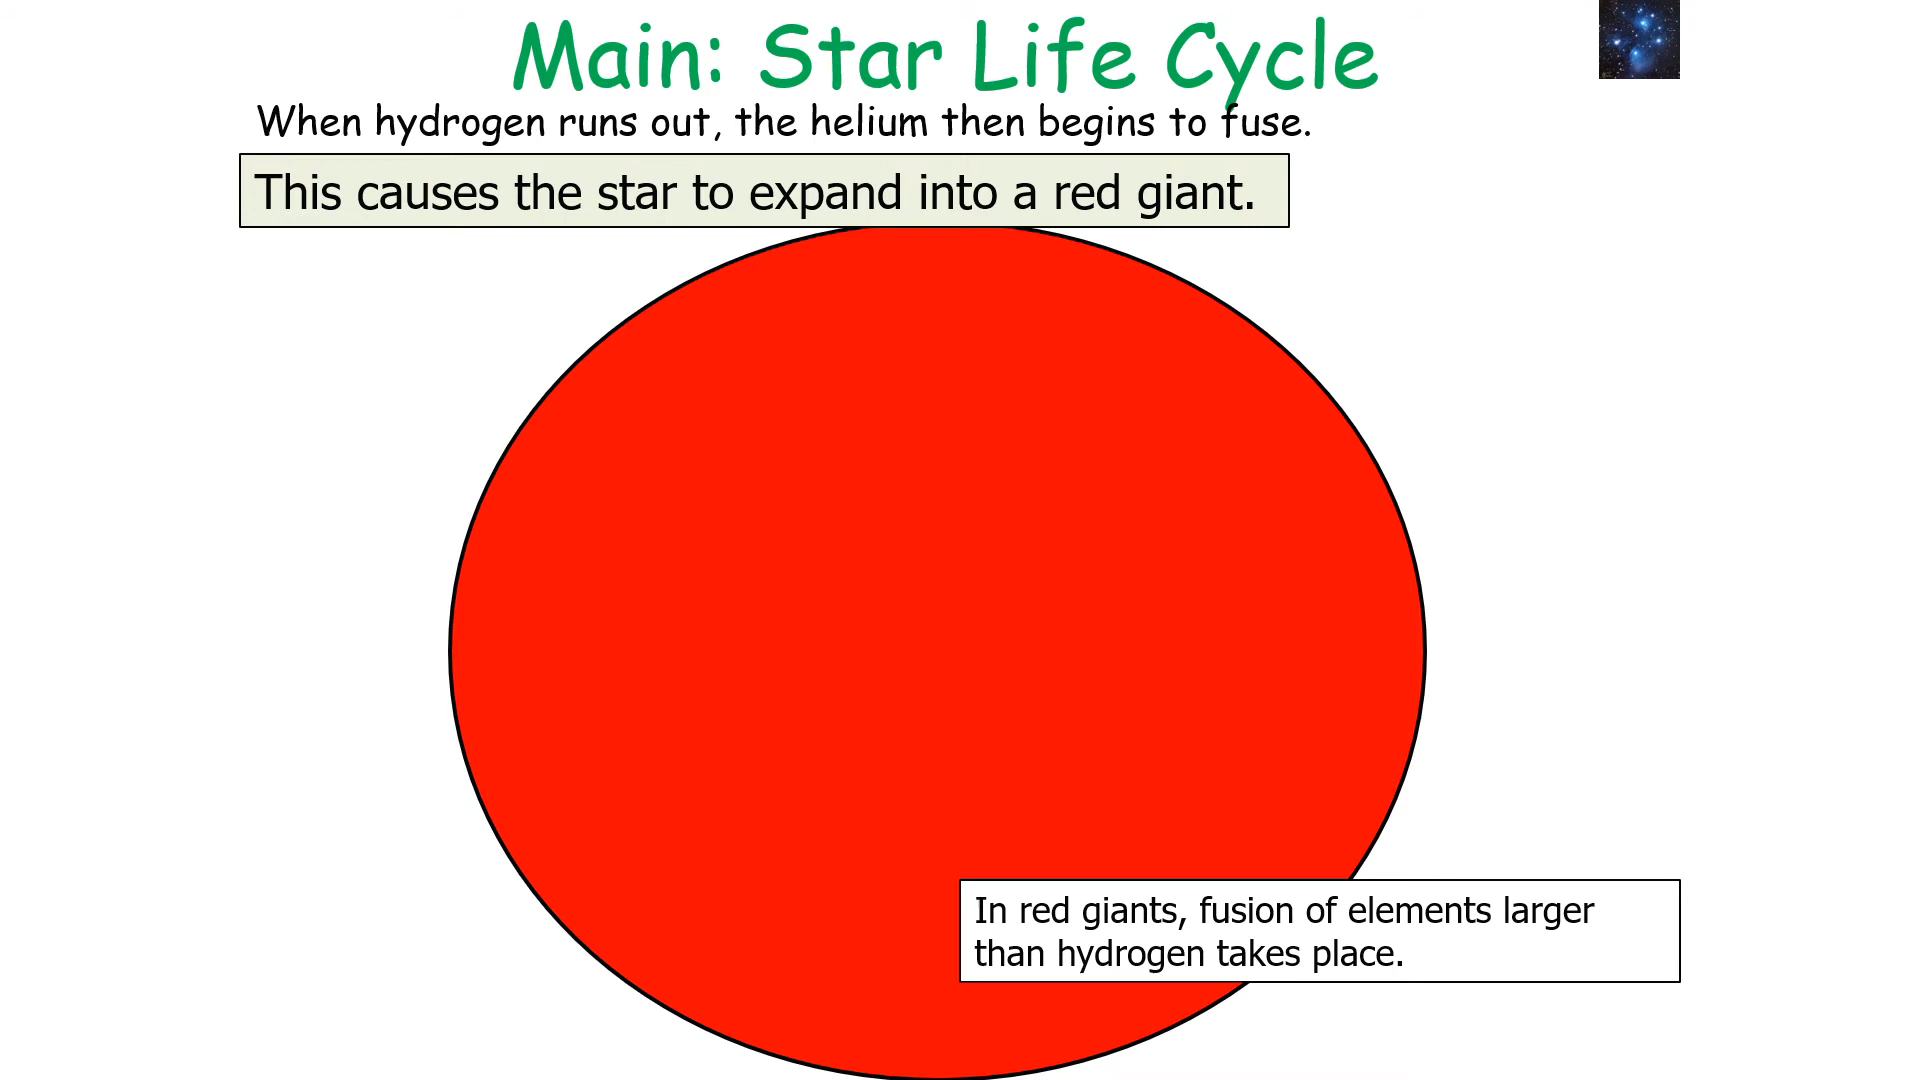 Main: Star Life Cycle
When hydrogen runs out, the helium then begins to fuse.
This causes the star to expand into a red giant.
In red giants, fusion of elements larger
than hydrogen takes place.